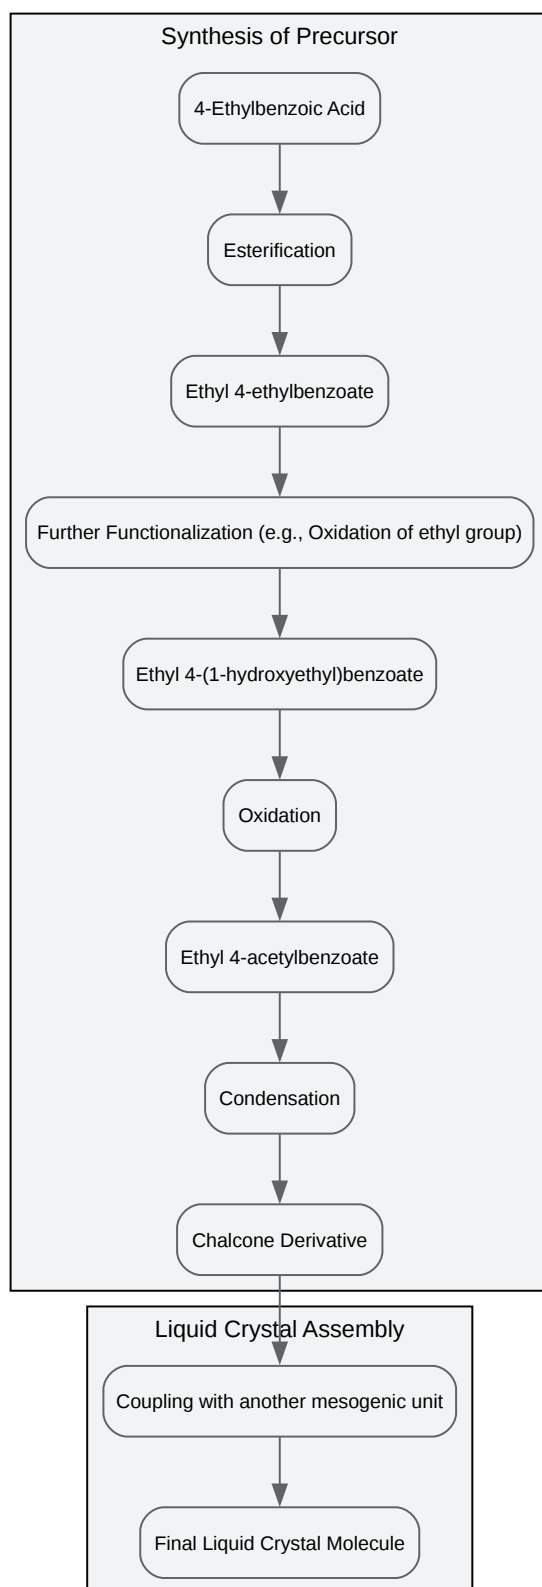 Synthesis of Precursor
4-Ethylbenzoic Acid
Esterification
Ethyl 4-ethylbenzoate
Further Functionalization (e.g., Oxidation of ethyl group)
Ethyl 4-(1-hydroxyethyl)benzoate
Oxidation
Ethyl 4-acetylbenzoate
Condensation
Chalcone Derivative
Liquid Crystal Assembly
Coupling with another mesogenic unit
Final Liquid Crystal Molecule